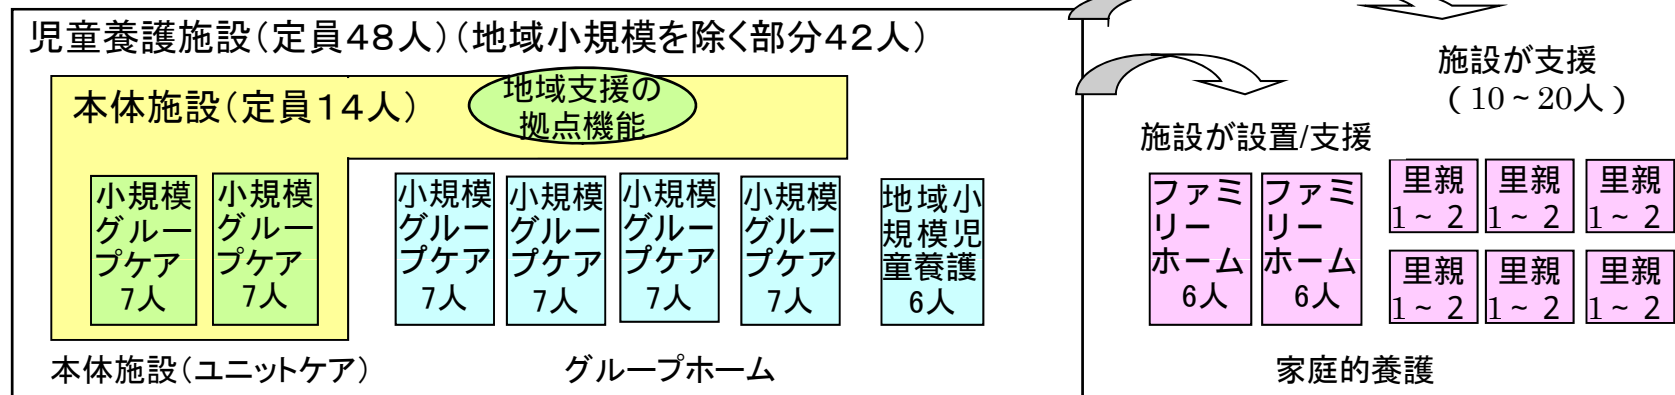 児童養護施設(定員48人)(地域小規模を除く部分42人)
本体施設(定員14人)
地域支援の
拠点機能
小規模
グルー
プケア
7人
小規模
グルー
プケア
7人
小規模
グルー
プケア
7人
小規模
グルー
プケア
7人
小規模
グルー
プケア
7人
小規模
グルー
プケア
7人
地域小
規模児
童養護
6人
本体施設(ユニットケア)
グループホーム
施設が設置/支援
施設が支援
(10~20人)
ファミ
リー
ホーム
6人
ファミ
リー
ホーム
6人
里親
1~2
里親
1~2
里親
1~2
里親
1~2
里親
1~2
里親
1~2
家庭的養護